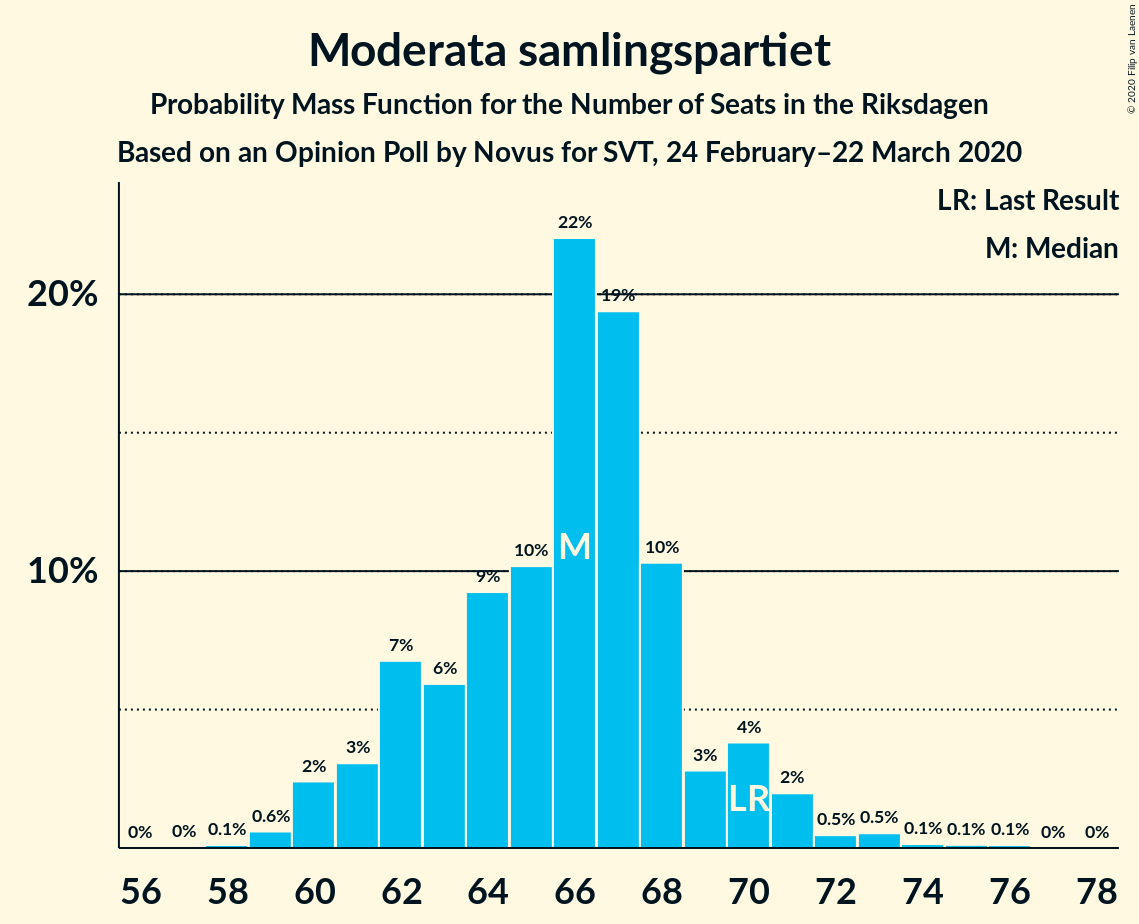 Moderata samlingspartiet
Probability Mass Function for the Number of Seats in the Riksdagen
Based on an Opinion Poll by Novus for SVT, 24 February–22 March 2020
© 2020 Filip van Laenen
LR: Last Result
M: Median
20%
10%
0%
0%
0.1%
0.6%
2%
3%
7%
6%
9%
10%
22%
19%
10%
3%
4%
2%
0.5%
0.5%
0.1%
0.1%
0.1%
0%
0%
M
LR
56 58 60 62 64 66 68 70 72 74 76 78